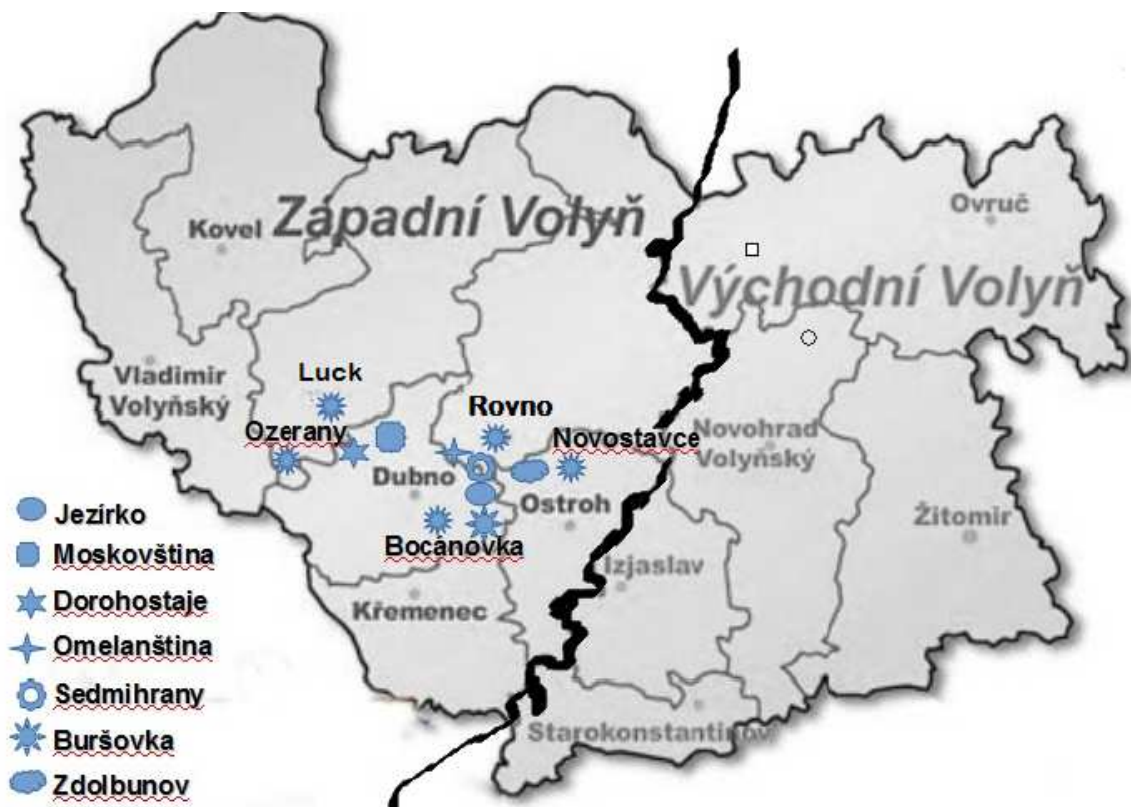 Ovruč
Západní Volyň
Kovel
Východní Volyň
Luck
Vladimir
Volyňský
Rovno
Ozerany
Novostavce
Novohrad
Volyňský
Dubno
Ostroh
Žitomir
Bocánovka
Izjaslav
Křemenec
Starokonstantinov
Jezírko
Moskovština
Dorohostaje
Omelanština
Sedmihrany
Buršovka
Zdolbunov